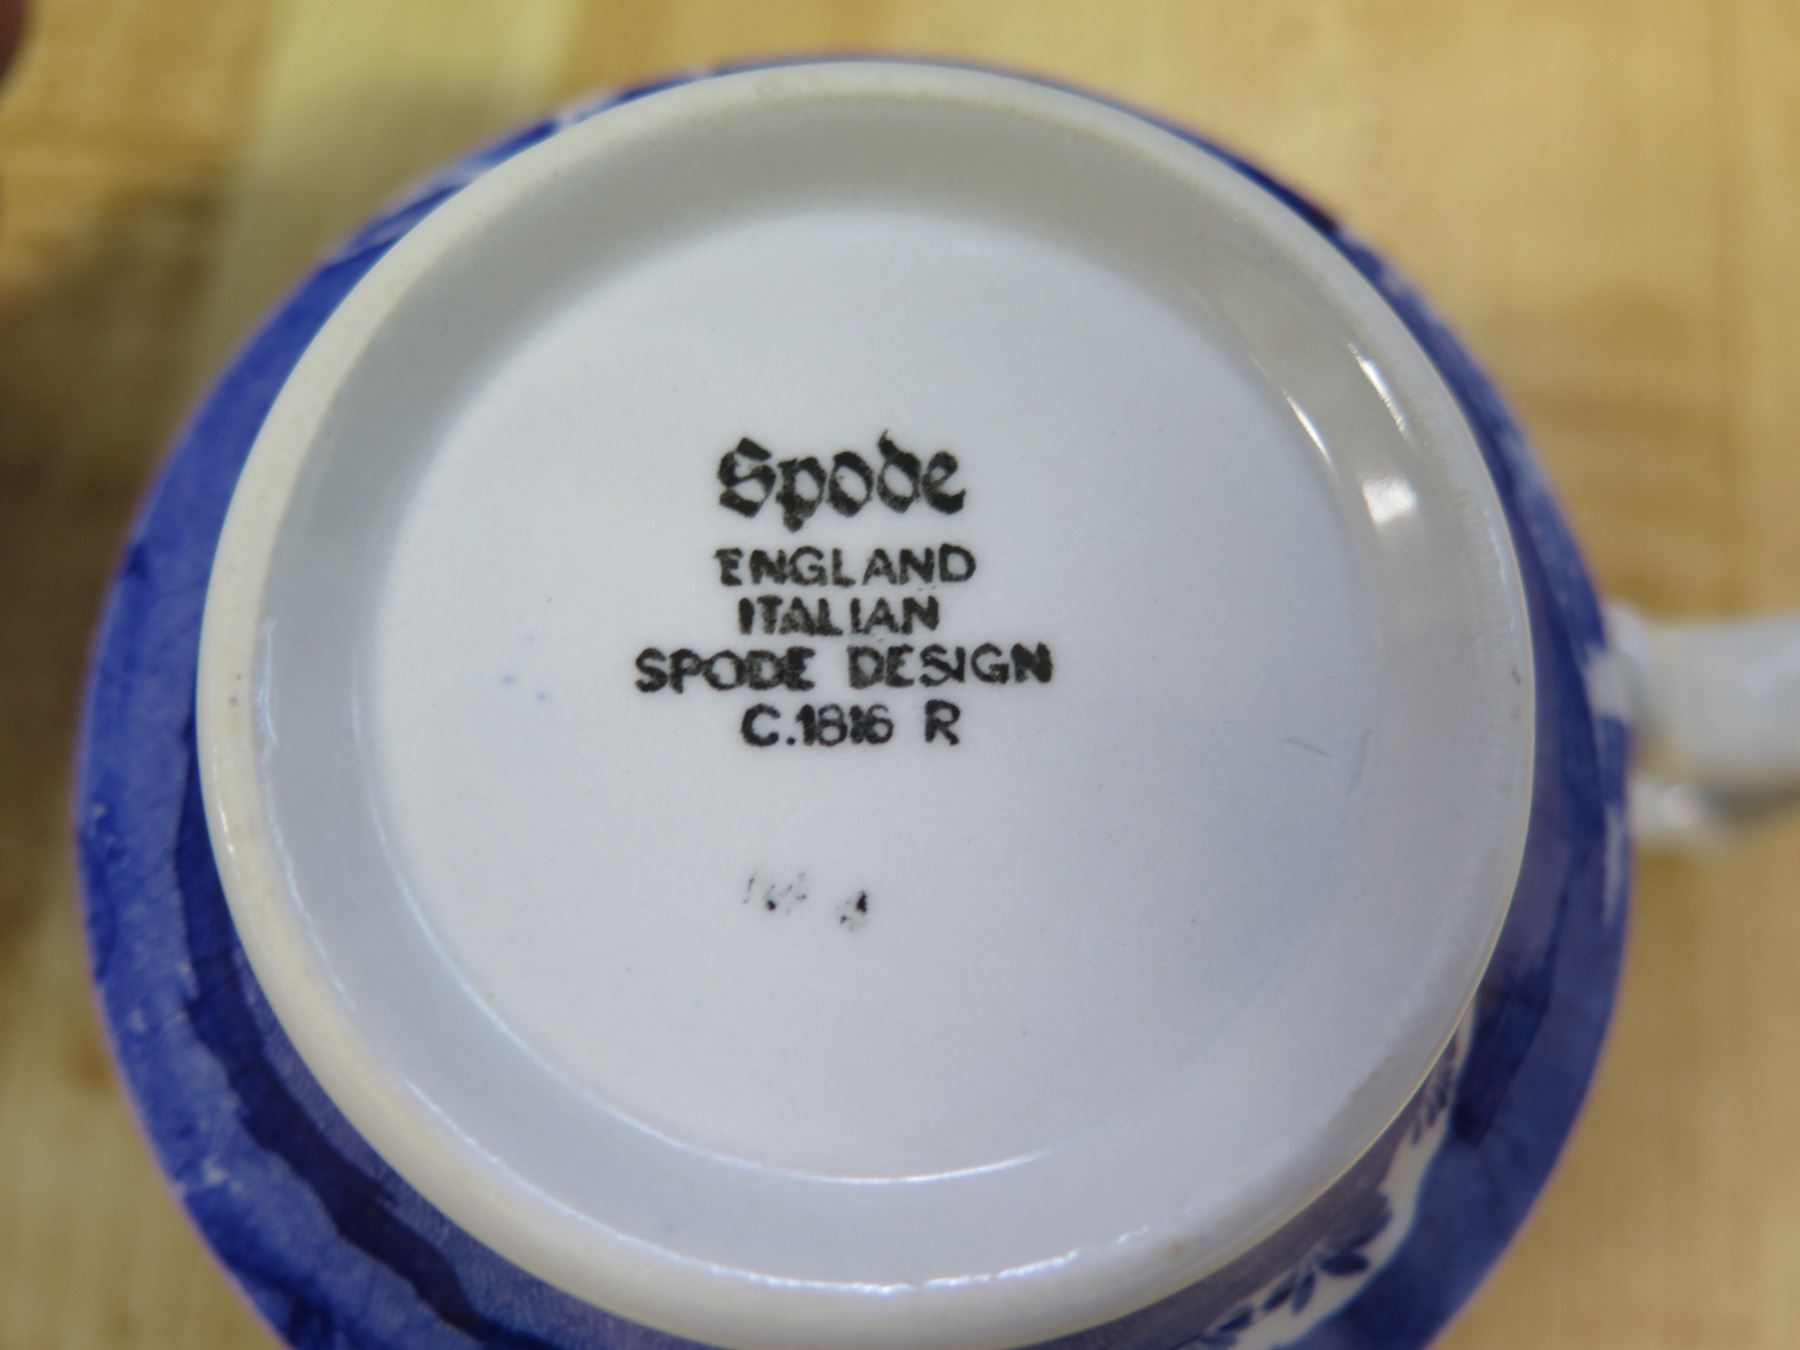 Spode
ENGLAND
ITALIAN
SPODE DESIGN
C.1816 R